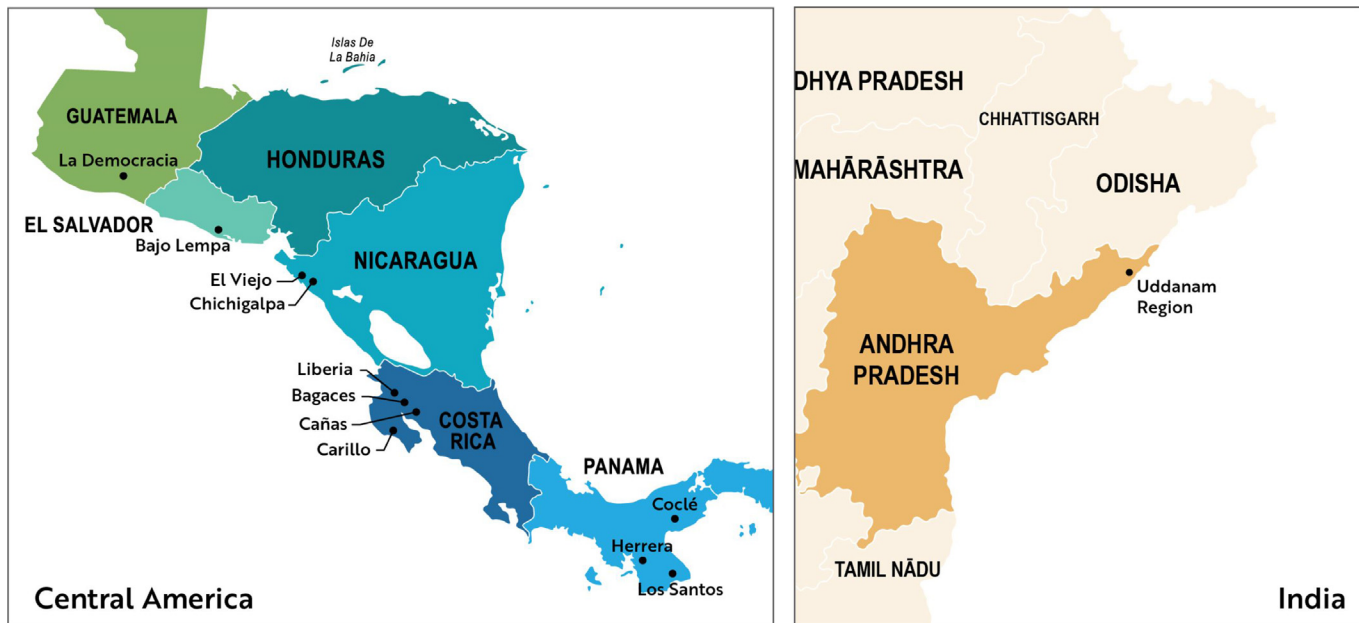 Islas De
La Bahia
GUATEMALA
La Democracia
HONDURAS
EL SALVADOR
Bajo Lempa
NICARAGUA
El Viejo
Chichigalpa
Liberia
Bagaces
Cañas
Carillo
COSTA
RICA
PANAMA
Coclé
Herrera
Los Santos
Central America
DHYA PRADESH
CHHATTISGARH
MAHĀRĀSHTRA
ODISHA
Uddanam
Region
ANDHRA
PRADESH
TAMIL NĀDU
India